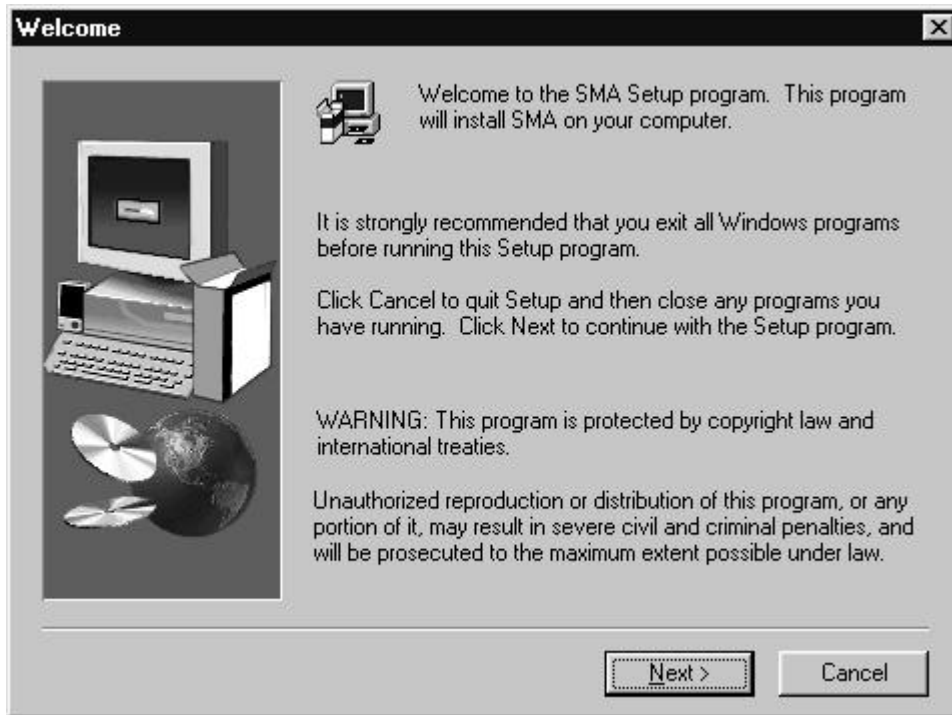 Welcome
Welcome to the SMA Setup program.  This program
will install SMA on your computer.
It is strongly recommended that you exit all Windows programs
before running this Setup program.
Click Cancel to quit Setup and then close any programs you
have running.  Click Next to continue with the Setup program.
WARNING: This program is protected by copyright law and
international treaties.
Unauthorized reproduction or distribution of this program, or any
portion of it, may result in severe civil and criminal penalties, and
will be prosecuted to the maximum extent possible under law.
Next >
Cancel